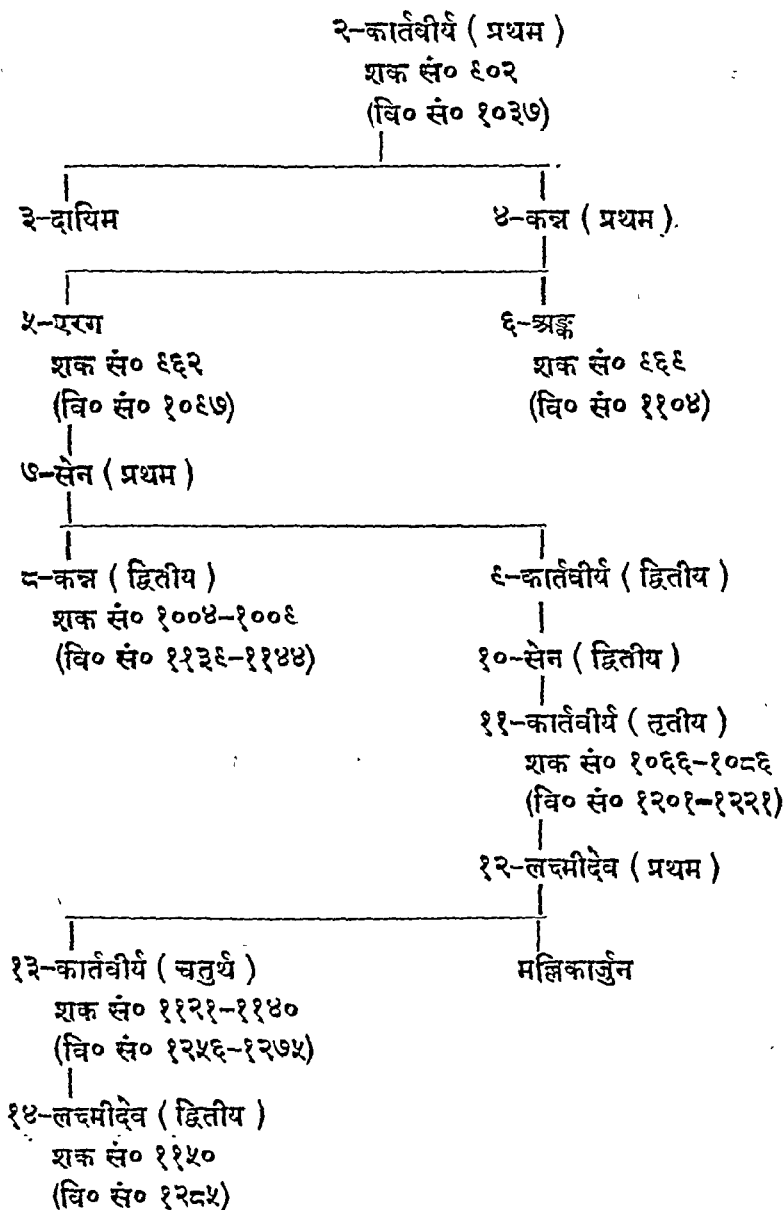 २-कार्तवीर्य ( प्रथम )
शक सं० ९०२
(वि० सं० १०३७)
३-दायिम ४-कन्न ( प्रथम )
५-एरग ६-अङ्क
शक सं० ९६२ शक सं० ९६९
(वि० सं० १०९७) (वि० सं० ११०४)
७-सेन ( प्रथम )
८-कन्न ( द्वितीय ) ९-कार्तवीर्य ( द्वितीय )
शक सं० १००४-१००९
(वि० सं० ११३९-११४४) १०-सेन ( द्वितीय )
११-कार्तवीर्य ( तृतीय )
शक सं० १०६६-१०८६
(वि० सं० १२०१-१२२१)
१२-लक्ष्मीदेव ( प्रथम )
१३-कार्तवीर्य ( चतुर्थ ) मल्लिकार्जुन
शक सं० ११२१-११४०
(वि० सं० १२५६-१२७५)
१४-लक्ष्मीदेव ( द्वितीय )
शक सं० ११५०
(वि० सं० १२८५)